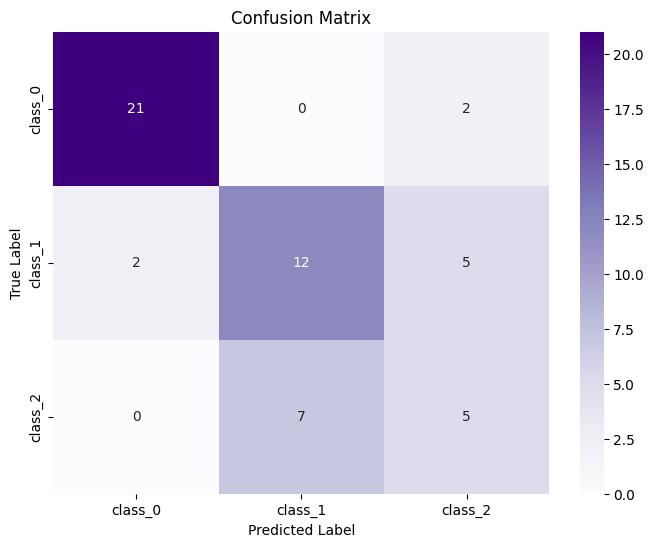 Confusion Matrix
True Label
class_0
class_1
class_2
21 0 2
2 12 5
0 7 5
class_0 class_1 class_2
Predicted Label
20.0
17.5
15.0
12.5
10.0
7.5
5.0
2.5
0.0